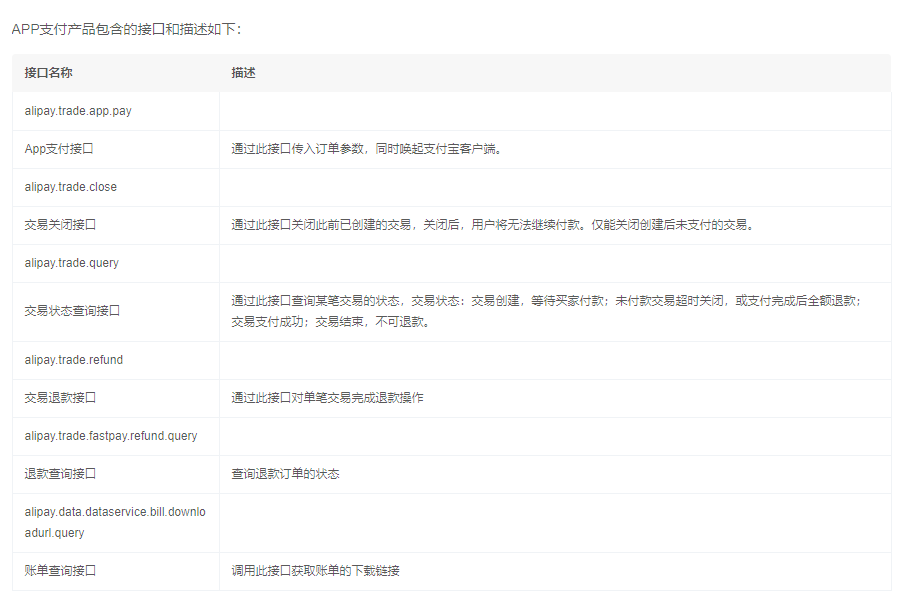 APP支付产品包含的接口和描述如下：
接口名称 描述
alipay.trade.app.pay
App支付接口 通过此接口传入订单参数，同时唤起支付宝客户端。
alipay.trade.close
交易关闭接口 通过此接口关闭此前已创建的交易，关闭后，用户将无法继续付款。仅能关闭创建后未支付的交易。
alipay.trade.query
交易状态查询接口 通过此接口查询某笔交易的状态，交易状态：交易创建，等待买家付款；未付款交易超时关闭，或支付完成后全额退款；
交易支付成功；交易结束，不可退款。
alipay.trade.refund
交易退款接口 通过此接口对单笔交易完成退款操作
alipay.trade.fastpay.refund.query
退款查询接口 查询退款订单的状态
alipay.data.dataservice.bill.downlo
adurl.query
账单查询接口 调用此接口获取账单的下载链接